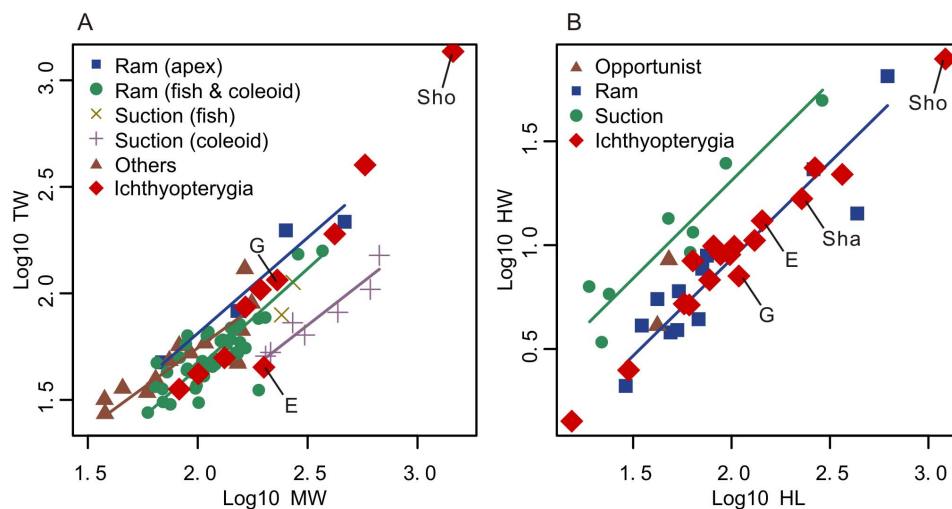 A
Ram (apex)
Ram (fish & coleoid)
Suction (fish)
Suction (coleoid)
Others
Ichthyopterygia
Sho
G
E
Log10 TW
3.0
2.5
2.0
1.5
1.5
2.0
2.5
3.0
Log10 MW
B
Opportunist
Ram
Suction
Ichthyopterygia
Sho
Sha
E
G
Log10 HW
1.5
1.0
0.5
1.5
2.0
2.5
3.0
Log10 HL